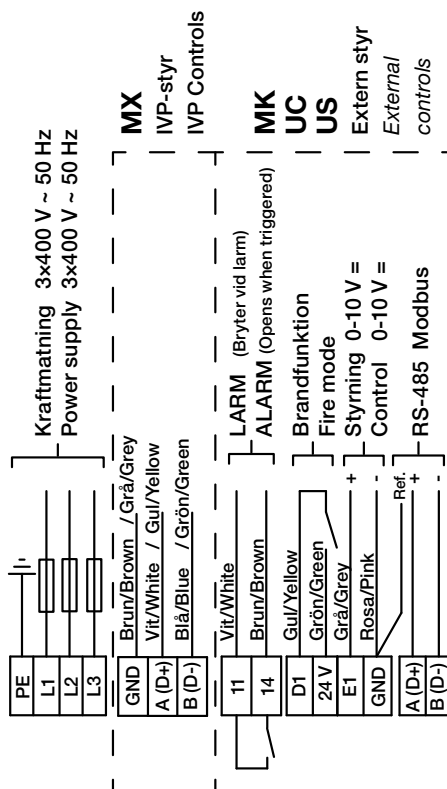 Kraftmatning 3×400 V ~ 50 Hz
Power supply 3×400 V ~ 50 Hz
PE
L1
L2
L3
MX
IVP-styr
IVP Controls
GND
Brun/Brown / Grå/Grey
A (D+)
Vit/White / Gul/Yellow
B (D-)
Blå/Blue / Grön/Green
MK
UC
US
Extern styr
External
controls
11
Vit/White
14
Brun/Brown
LARM (Bryter vid larm)
ALARM (Opens when triggered)
D1
Gul/Yellow
24 V
Grön/Green
Brandfunktion
Fire mode
E1
Grå/Grey
+
GND
Rosa/Pink
-
Styrning 0-10 V =
Control 0-10 V =
Ref.
A (D+)
+
B (D-)
-
RS-485 Modbus